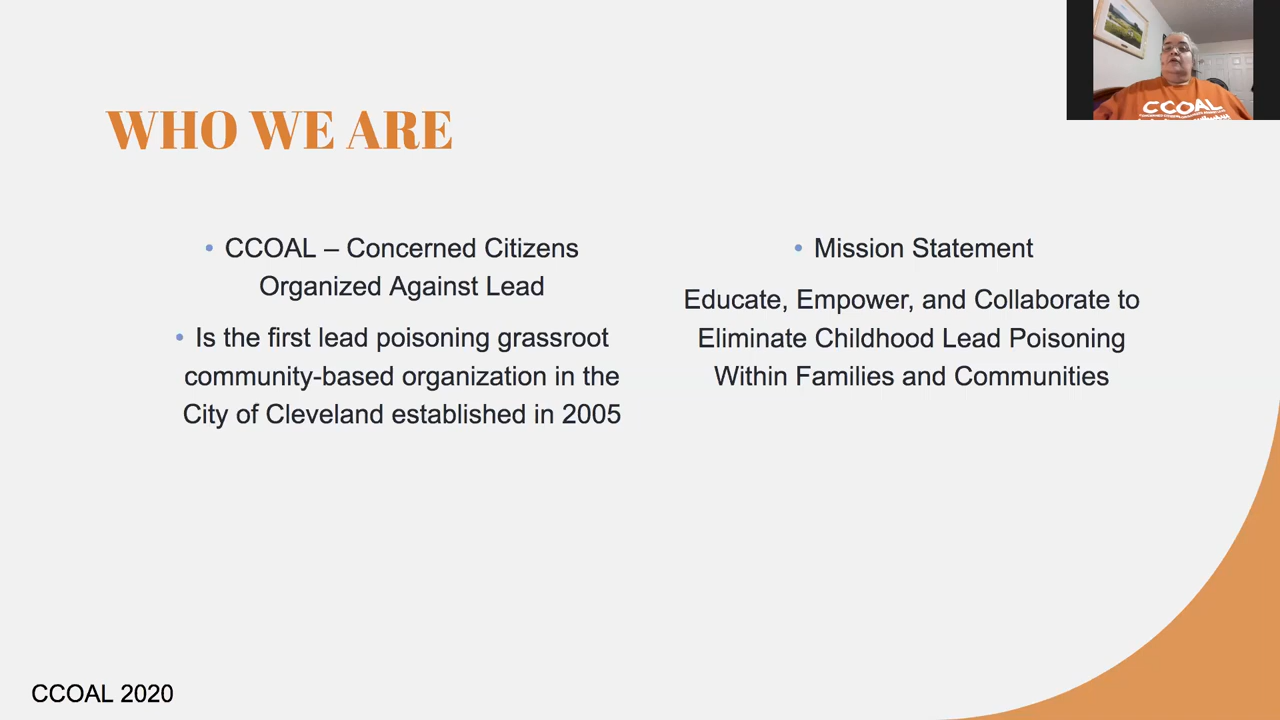 WHO WE ARE
• CCOAL – Concerned Citizens
Organized Against Lead
• Is the first lead poisoning grassroot
community-based organization in the
City of Cleveland established in 2005
• Mission Statement
Educate, Empower, and Collaborate to
Eliminate Childhood Lead Poisoning
Within Families and Communities
CCOAL 2020
CCOAL